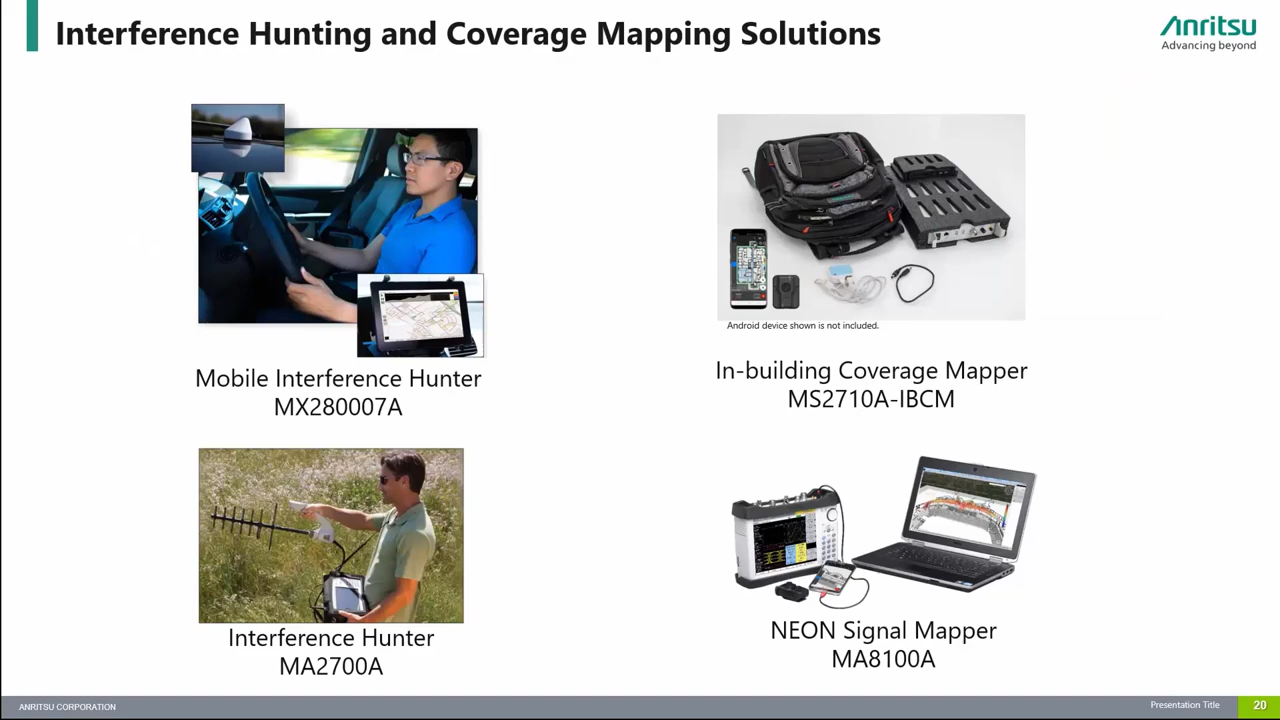 Interference Hunting and Coverage Mapping Solutions
Anritsu
Advancing beyond
Android device shown is not included.
Mobile Interference Hunter
MX280007A
In-building Coverage Mapper
MS2710A-IBCM
Interference Hunter
MA2700A
NEON Signal Mapper
MA8100A
ANRITSU CORPORATION
Presentation Title
20